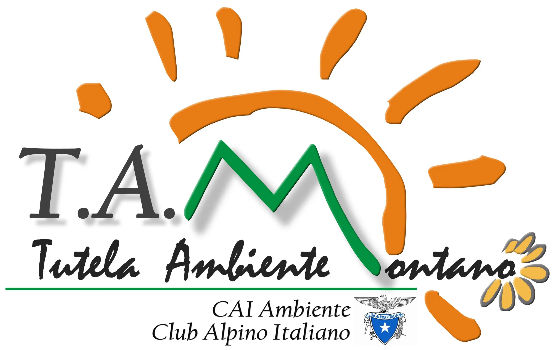 T.A.M
Tutela Ambiente Montano
CAI Ambiente
Club Alpino Italiano